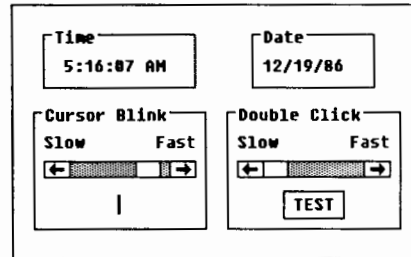 Time Date
5:16:07 AM 12/19/86
Cursor Blink Double Click
Slow Fast Slow Fast
TEST